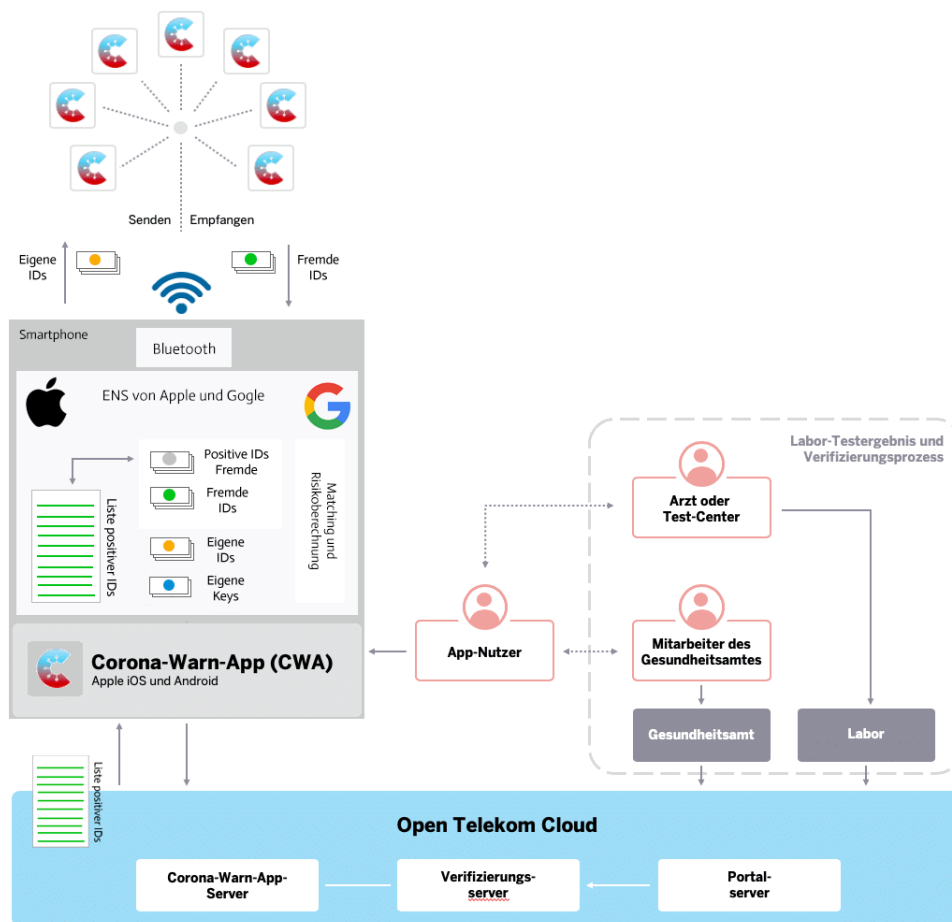 Senden
Empfangen
Eigene
IDs
Fremde
IDs
Smartphone
Bluetooth
ENS von Apple und Gogle
Positive IDs
Fremde
Fremde
IDs
Eigene
IDs
Eigene
Keys
Liste positiver IDs
Matching und
Risikoberechnung
Corona-Warn-App (CWA)
Apple iOS und Android
App-Nutzer
Labor-Testergebnis und
Verifizierungsprozess
Arzt oder
Test-Center
Mitarbeiter des
Gesundheitsamtes
Gesundheitsamt
Labor
Liste positiver IDs
Open Telekom Cloud
Corona-Warn-App-
Server
Verifizierungs-
server
Portal-
server